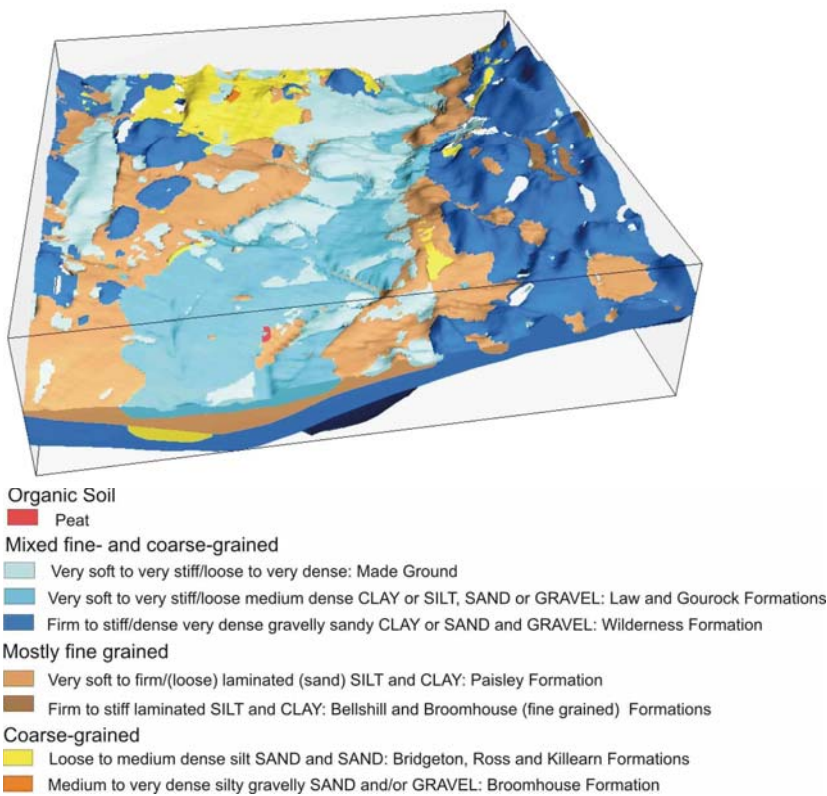 Organic Soil
Peat
Mixed fine- and coarse-grained
Very soft to very stiff/loose to very dense: Made Ground
Very soft to very stiff/loose medium dense CLAY or SILT, SAND or GRAVEL: Law and Gourock Formations
Firm to stiff/dense very dense gravelly sandy CLAY or SAND and GRAVEL: Wilderness Formation
Mostly fine grained
Very soft to firm/(loose) laminated (sand) SILT and CLAY: Paisley Formation
Firm to stiff laminated SILT and CLAY: Bellshill and Broomhouse (fine grained) Formations
Coarse-grained
Loose to medium dense silt SAND and SAND: Bridgeton, Ross and Killearn Formations
Medium to very dense silty gravelly SAND and/or GRAVEL: Broomhouse Formation